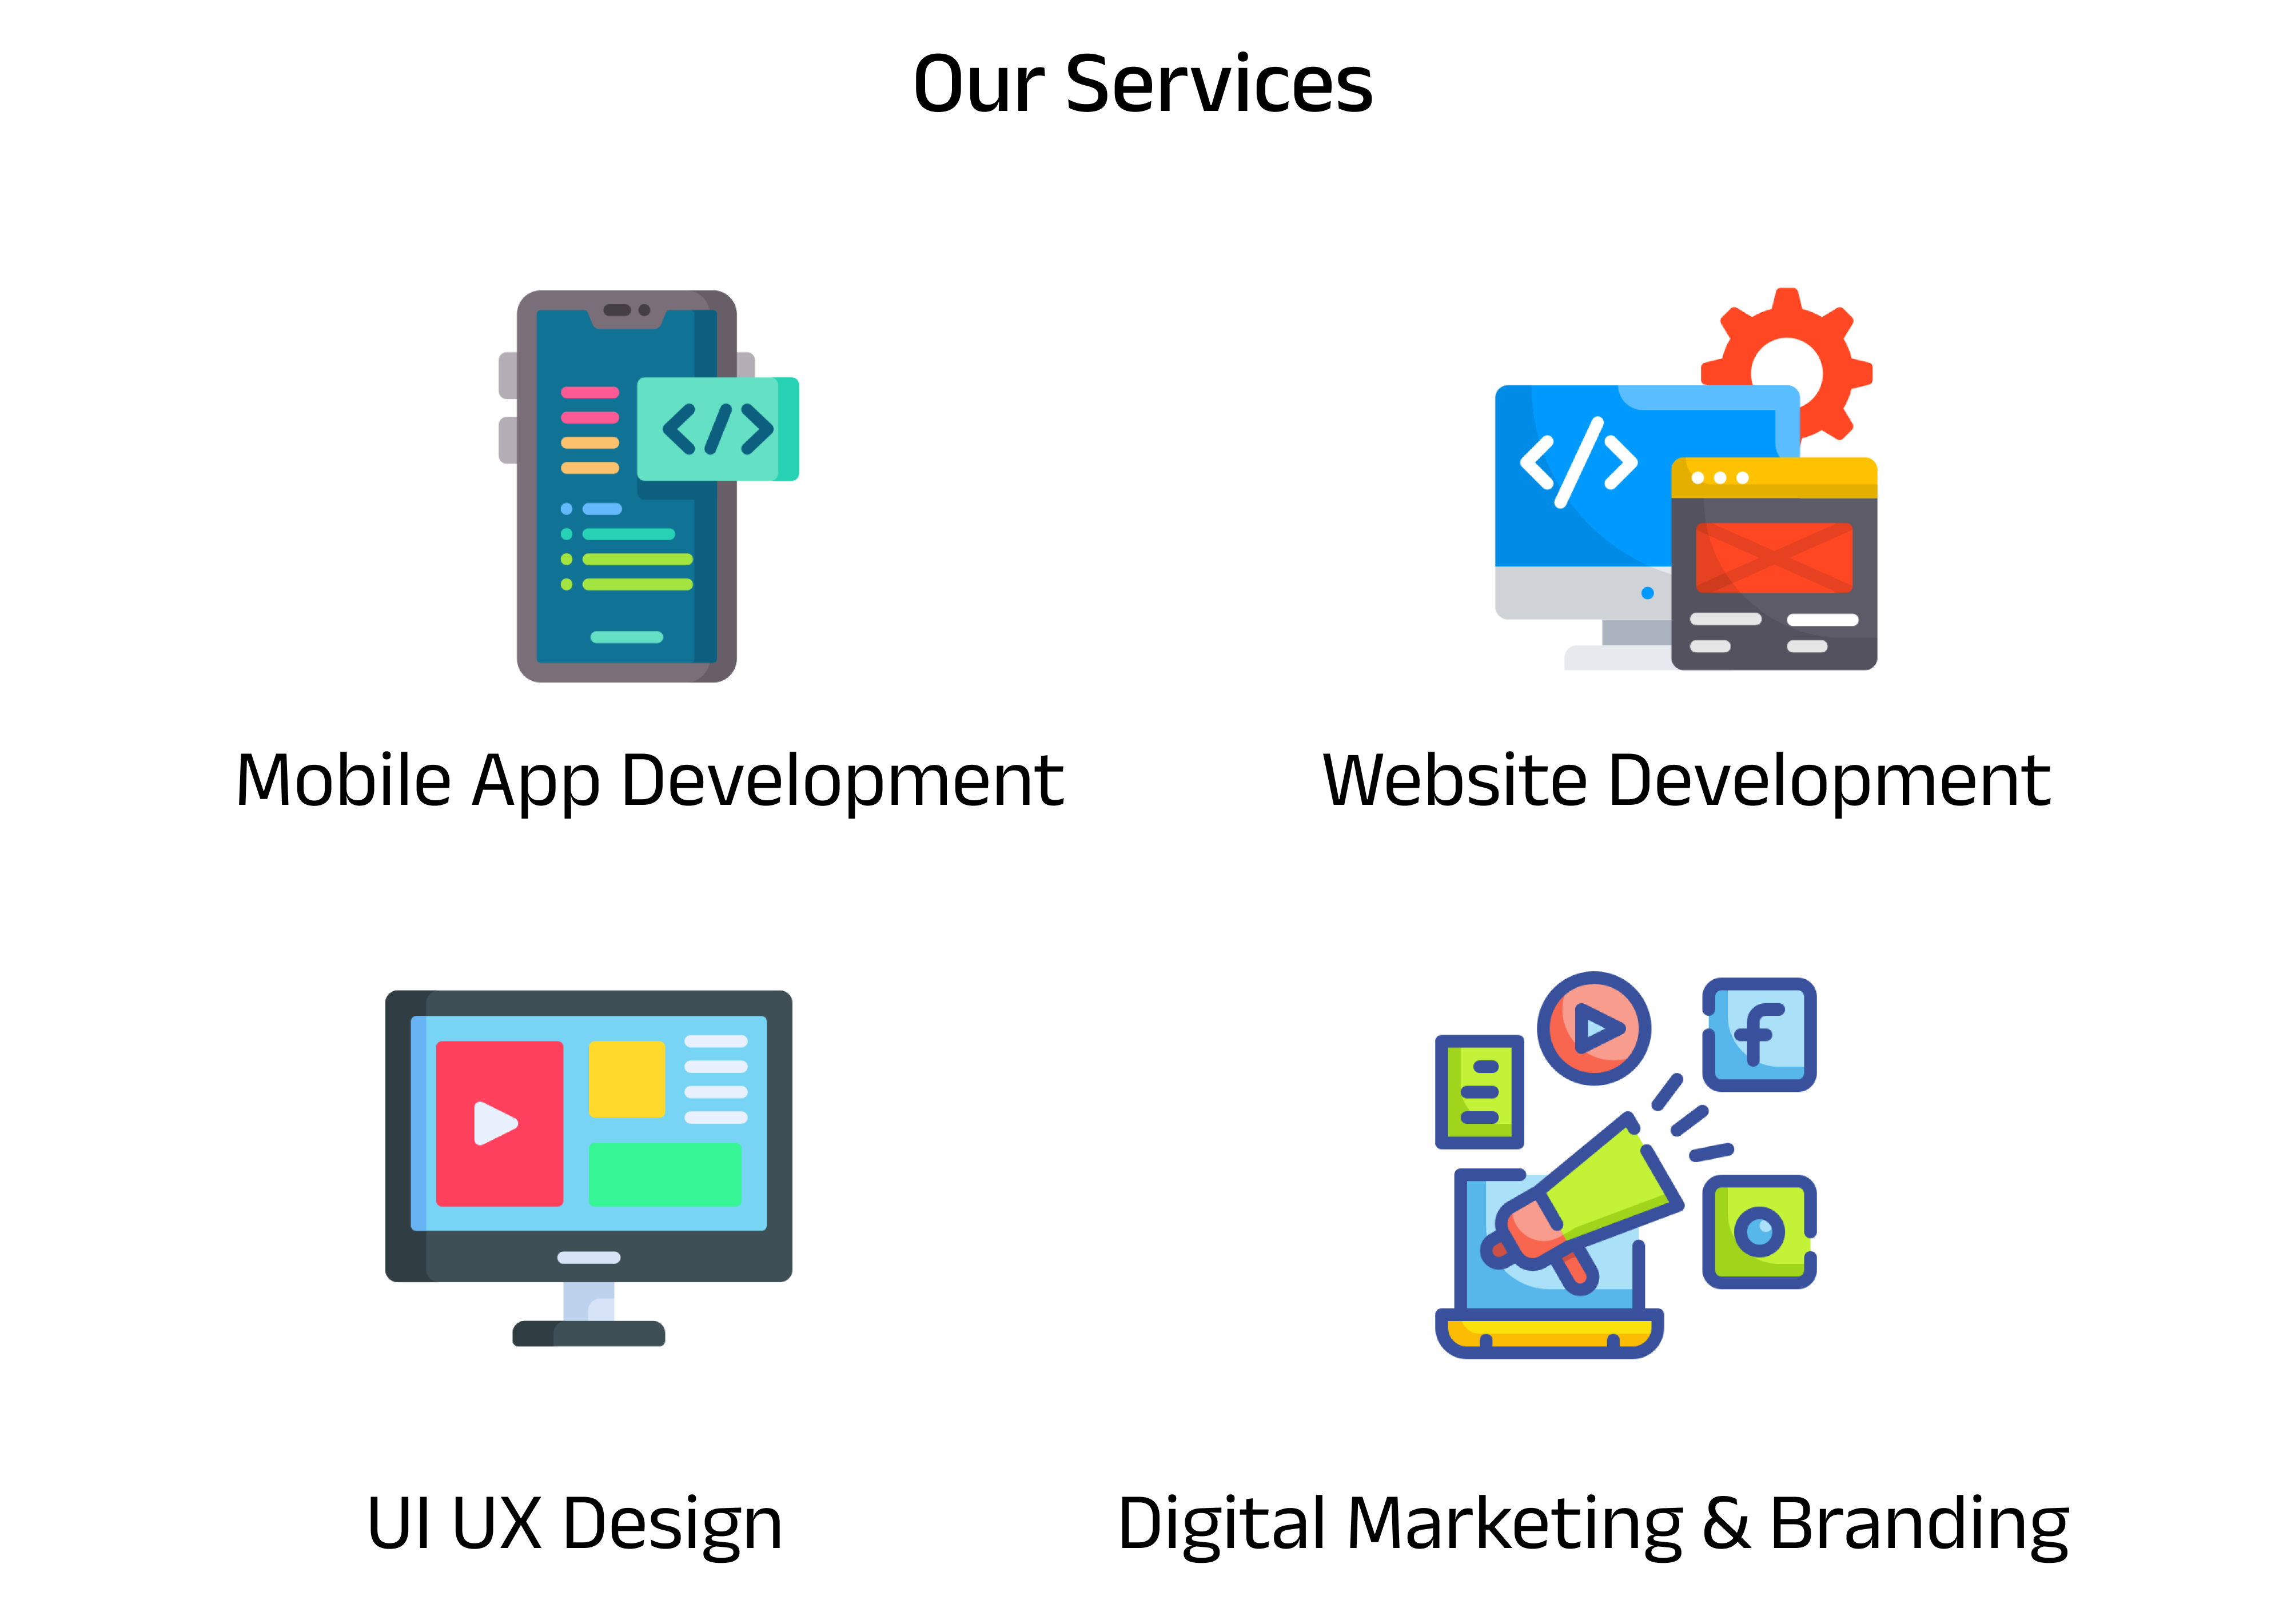 Our Services
</>
</>
Mobile App Development
Website Development
f
UI UX Design
Digital Marketing & Branding